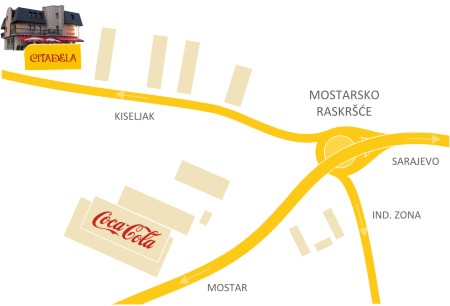 CITADELA
MOSTARSKO
RASKRŠĆE
KISELJAK
SARAJEVO
Coca-Cola
IND. ZONA
MOSTAR